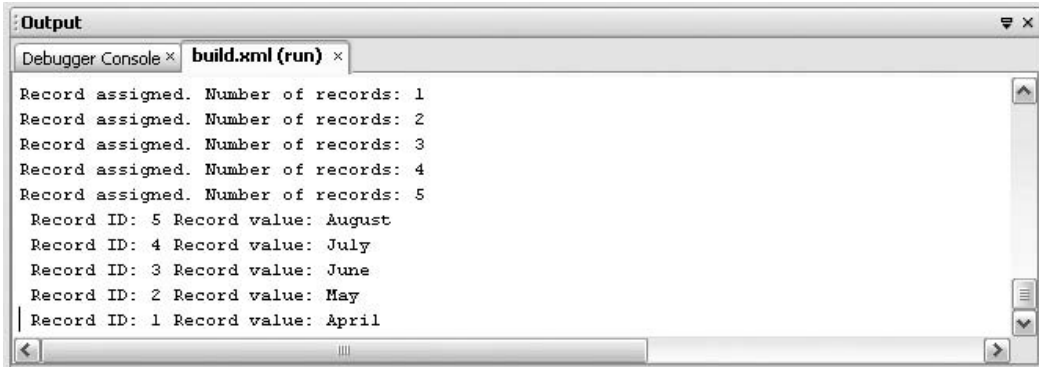 Output
Debugger Console × build.xml (run) ×
Record assigned. Number of records: 1
Record assigned. Number of records: 2
Record assigned. Number of records: 3
Record assigned. Number of records: 4
Record assigned. Number of records: 5
Record ID: 5 Record value: August
Record ID: 4 Record value: July
Record ID: 3 Record value: June
Record ID: 2 Record value: May
Record ID: 1 Record value: April